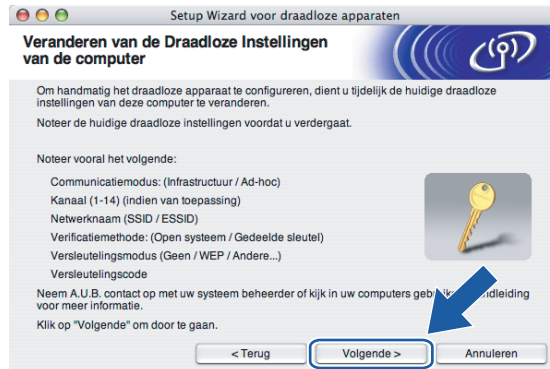 Setup Wizard voor draadloze apparaten
Veranderen van de Draadloze Instellingen
van de computer
Om handmatig het draadloze apparaat te configureren, dient u tijdelijk de huidige draadloze
instellingen van deze computer te veranderen.
Noteer de huidige draadloze instellingen voordat u verdergaat.
Noteer vooral het volgende:
Communicatiemodus: (Infrastructuur / Ad-hoc)
Kanaal (1-14) (indien van toepassing)
Netwerknaam (SSID / ESSID)
Verificatiemethode: (Open systeem / Gedeelde sleutel)
Versleutelingsmodus (Geen / WEP / Andere...)
Versleutelingscode
Neem A.U.B. contact op met uw systeem beheerder of kijk in uw computers
voor meer informatie.
Klik op "Volgende" om door te gaan.
< Terug
Volgende >
Annuleren